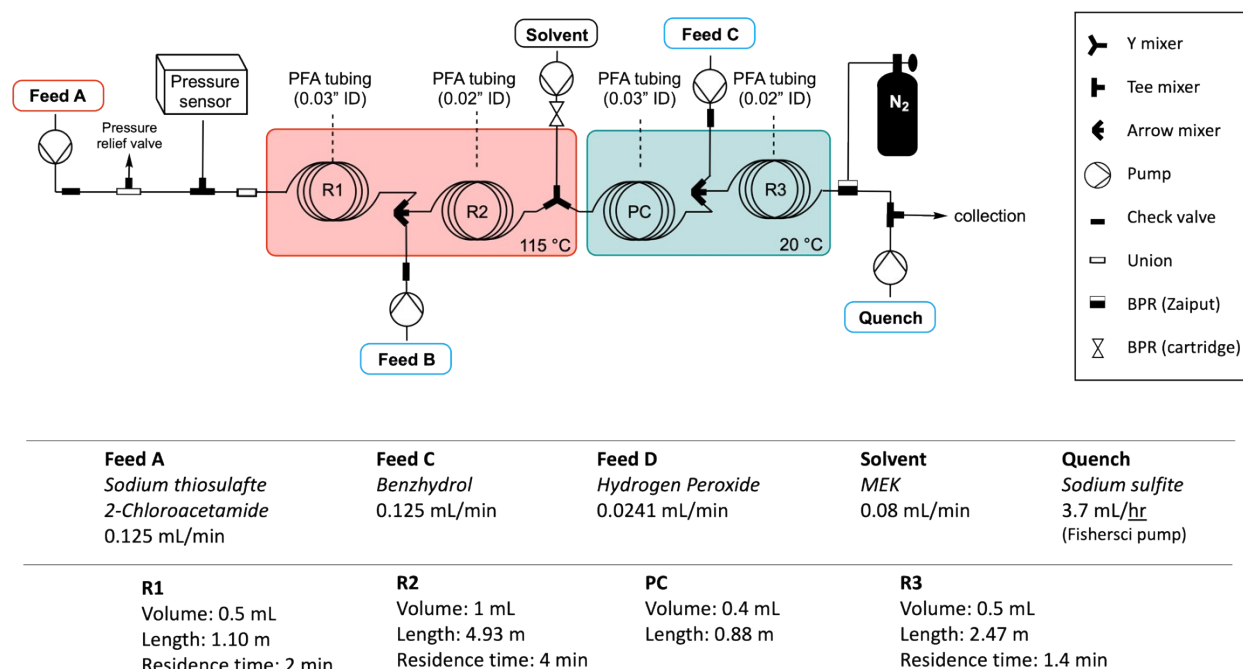 Solvent
Feed C
Y mixer
Tee mixer
Arrow mixer
Pump
Check valve
Union
BPR (Zaiput)
BPR (cartridge)
Feed A
Pressure
sensor
PFA tubing
(0.03” ID)
PFA tubing
(0.02” ID)
PFA tubing
(0.03” ID)
PFA tubing
(0.02” ID)
N2
Pressure
relief valve
R1
R2
PC
R3
115 °C
20 °C
collection
Feed B
Quench
Feed A
Sodium thiosulafte
2-Chloroacetamide
0.125 mL/min
Feed C
Benzhydrol
0.125 mL/min
Feed D
Hydrogen Peroxide
0.0241 mL/min
Solvent
MEK
0.08 mL/min
Quench
Sodium sulfite
3.7 mL/hr
(Fishersci pump)
R1
Volume: 0.5 mL
Length: 1.10 m
Residence time: 2 min
R2
Volume: 1 mL
Length: 4.93 m
Residence time: 4 min
PC
Volume: 0.4 mL
Length: 0.88 m
R3
Volume: 0.5 mL
Length: 2.47 m
Residence time: 1.4 min